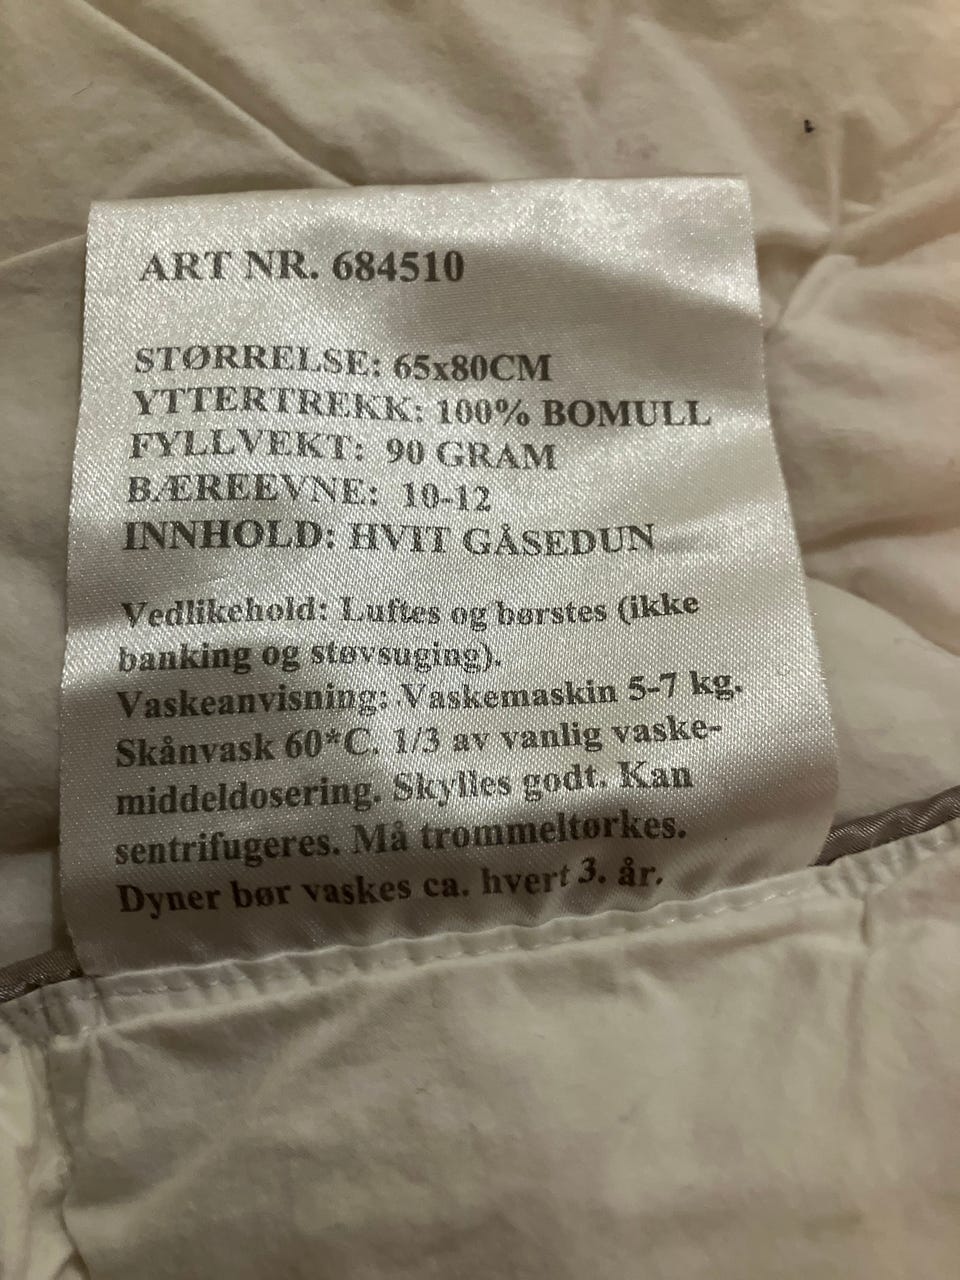 ART NR. 684510
STØRRELSE: 65x80CM
YTTERTREKK: 100% BOMULL
FYLLVEKT: 90 GRAM
BÆREEVNE: 10-12
INNHOLD: HVIT GÅSEDUN
Vedlikehold: Luftes og børstes (ikke
banking og støvsuging).
Vaskeanvisning: Vaskemaskin 5-7 kg.
Skånvask 60*C. 1/3 av vanlig vaske-
middeldosering. Skylles godt. Kan
sentrifugeres. Må trommeltørkes.
Dyner bør vaskes ca. hvert 3. år.